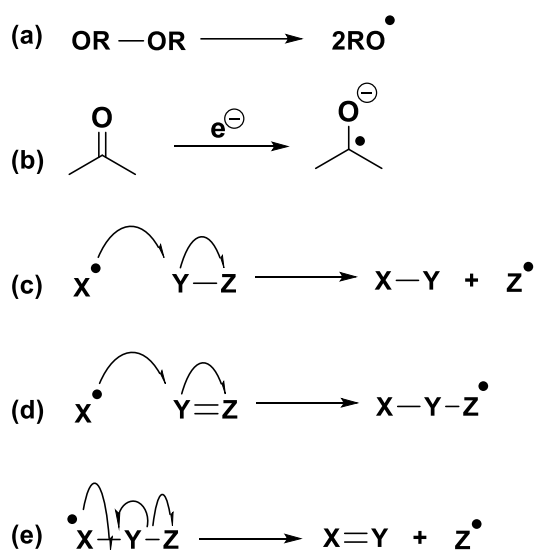 (a) OR — OR → 2RO•
(b) O e⊖ O⊖ •
(c) X• Y — Z → X — Y + Z•
(d) X• Y = Z → X — Y – Z•
(e) •X — Y – Z → X = Y + Z•